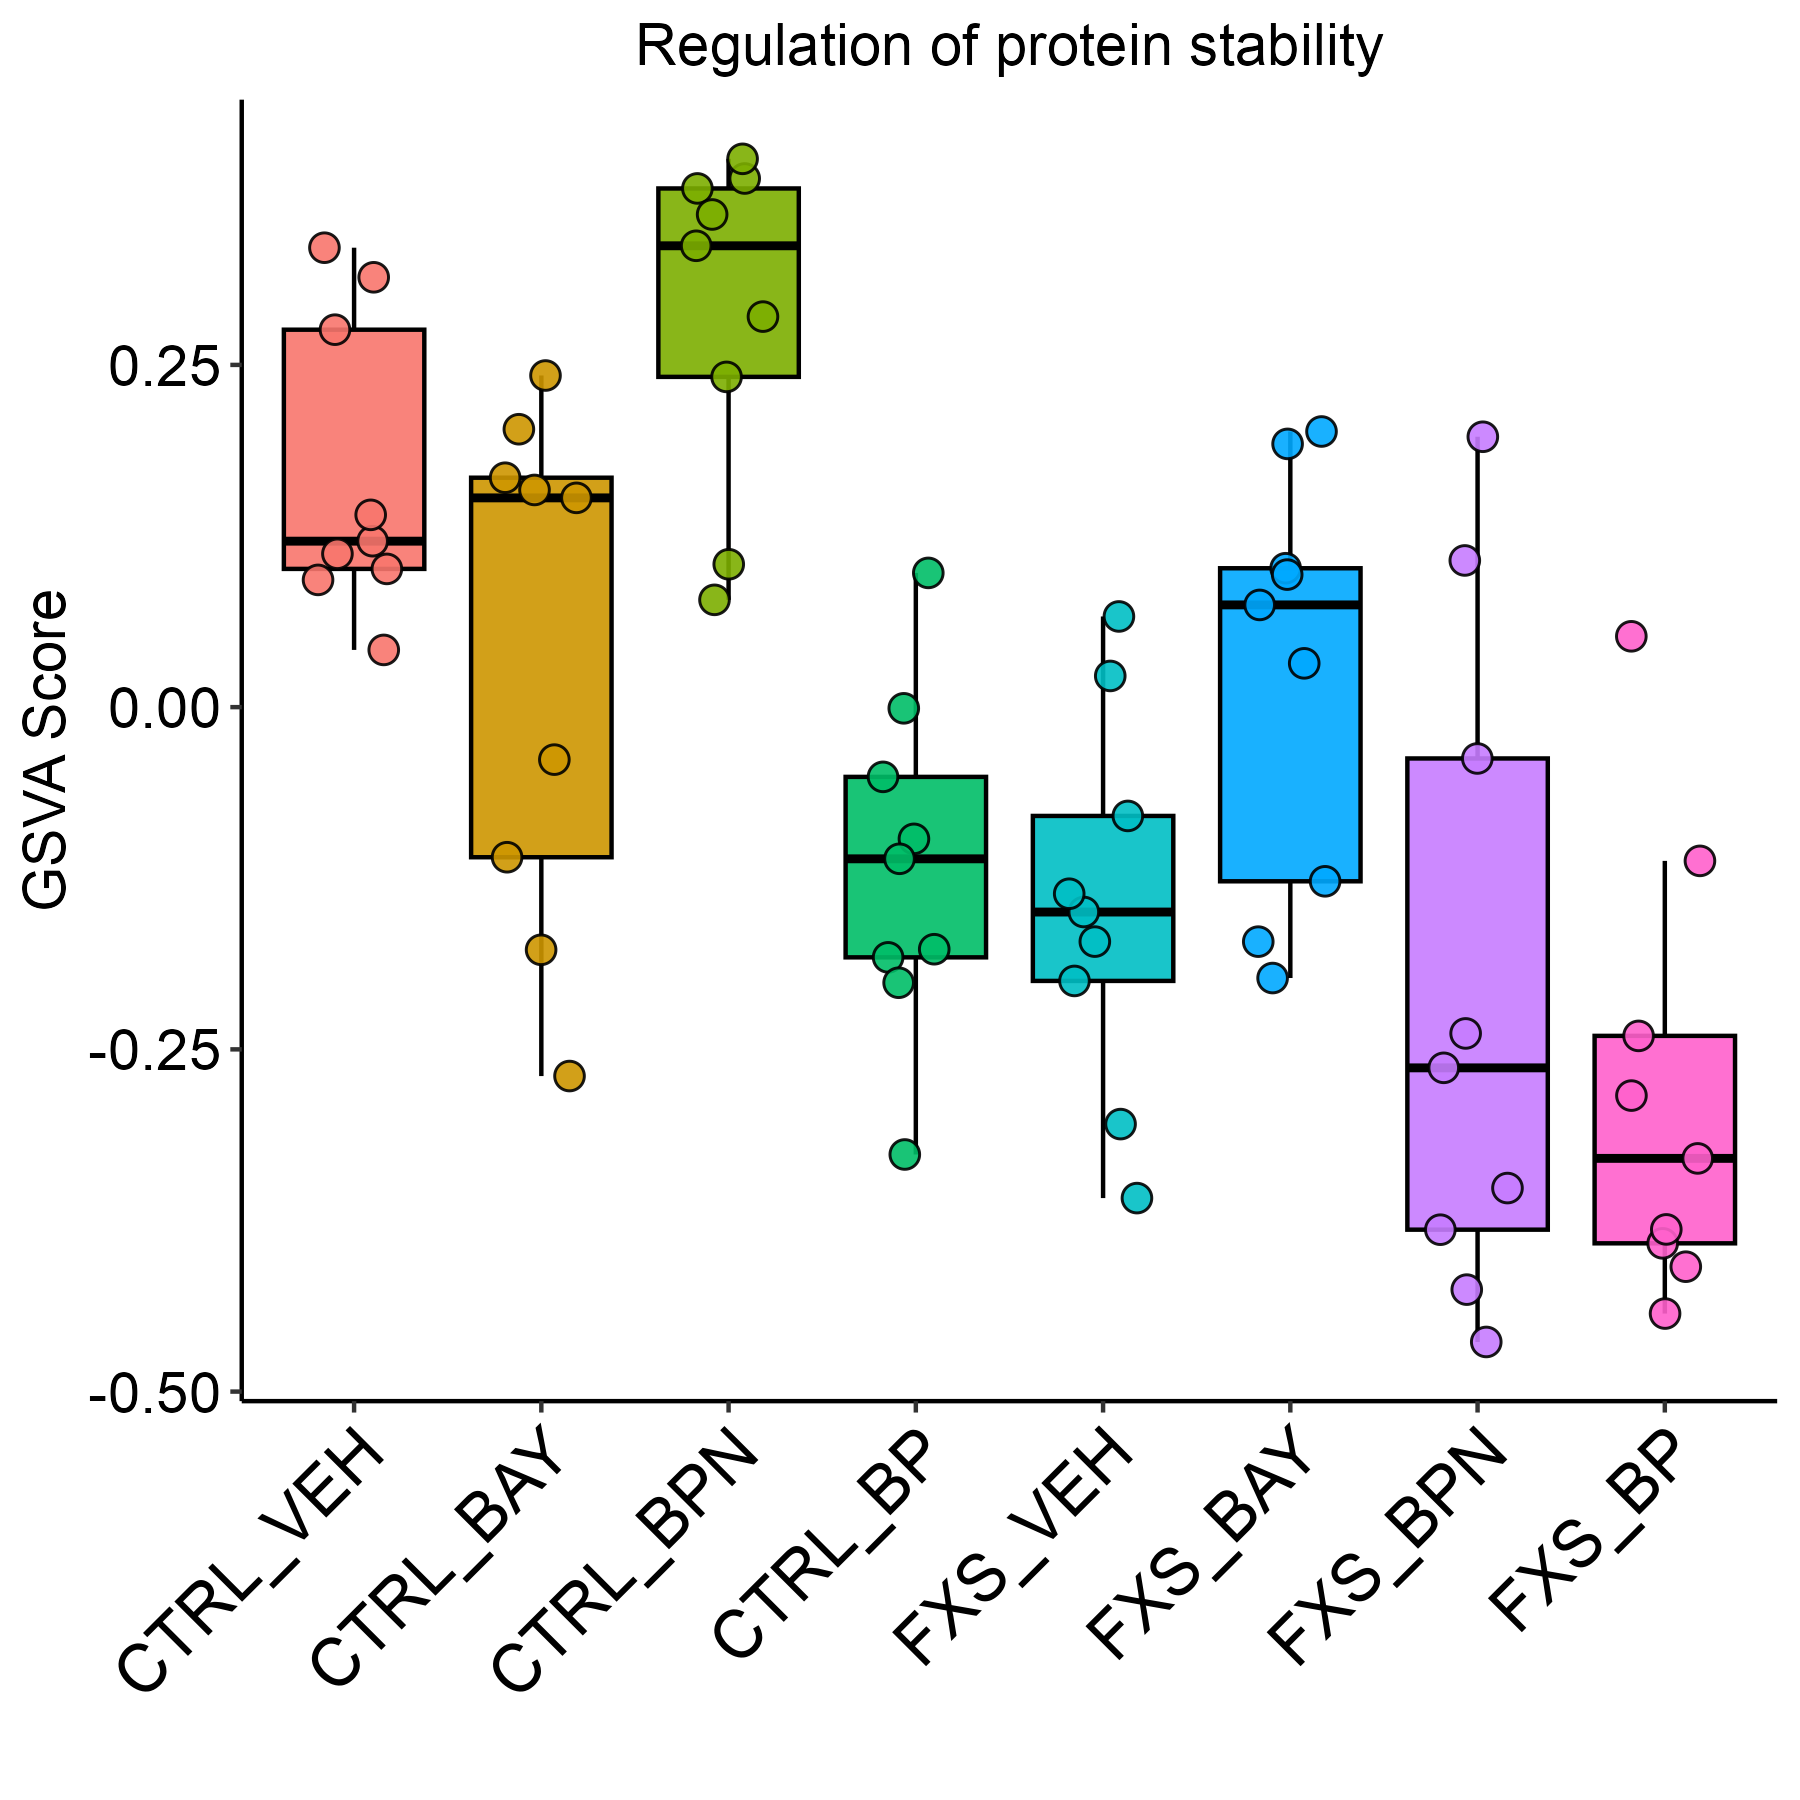 Regulation of protein stability
GSVA Score
0.25
0.00
-0.25
-0.50
CTRL_VEH
CTRL_BAY
CTRL_BPN
CTRL_BP
FXS_VEH
FXS_BAY
FXS_BPN
FXS_BP